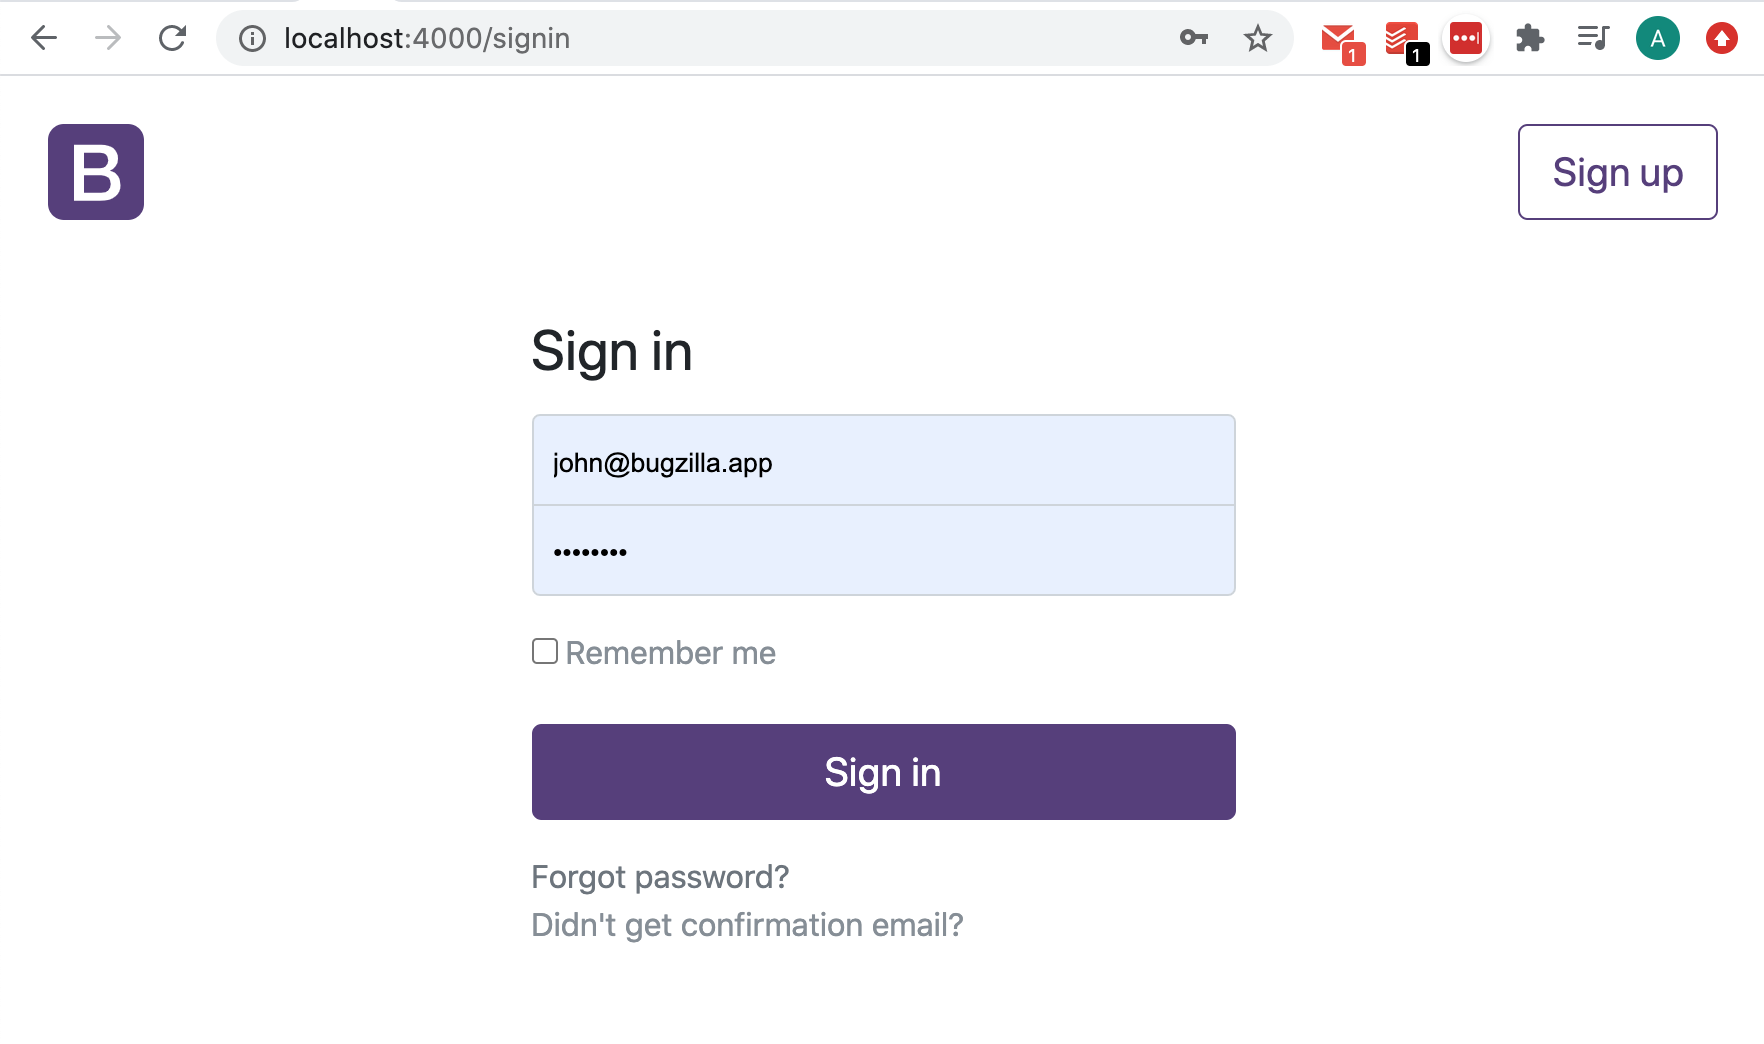 localhost:4000/signin
1
1
A
B
Sign up
Sign in
john@bugzilla.app
••••••••
Remember me
Sign in
Forgot password?
Didn't get confirmation email?